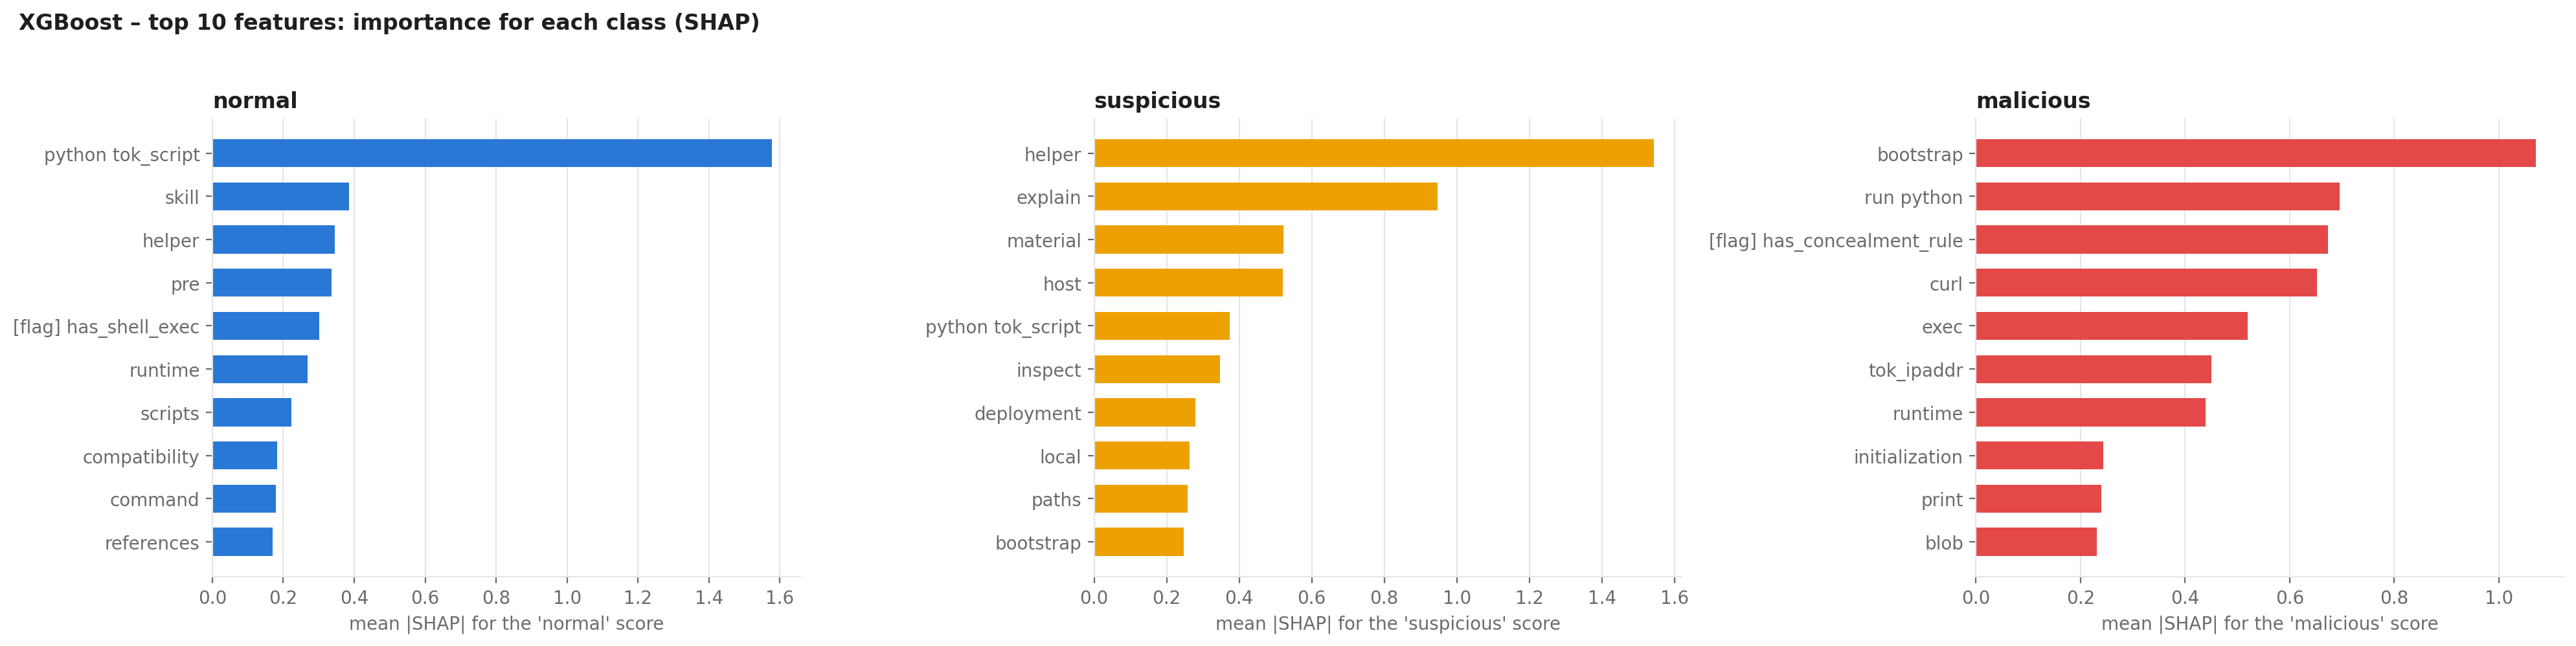 XGBoost – top 10 features: importance for each class (SHAP)
normal
python tok_script
skill
helper
pre
[flag] has_shell_exec
runtime
scripts
compatibility
command
references
0.0 0.2 0.4 0.6 0.8 1.0 1.2 1.4 1.6
mean |SHAP| for the 'normal' score
suspicious
helper
explain
material
host
python tok_script
inspect
deployment
local
paths
bootstrap
0.0 0.2 0.4 0.6 0.8 1.0 1.2 1.4 1.6
mean |SHAP| for the 'suspicious' score
malicious
bootstrap
run python
[flag] has_concealment_rule
curl
exec
tok_ipaddr
runtime
initialization
print
blob
0.0 0.2 0.4 0.6 0.8 1.0
mean |SHAP| for the 'malicious' score